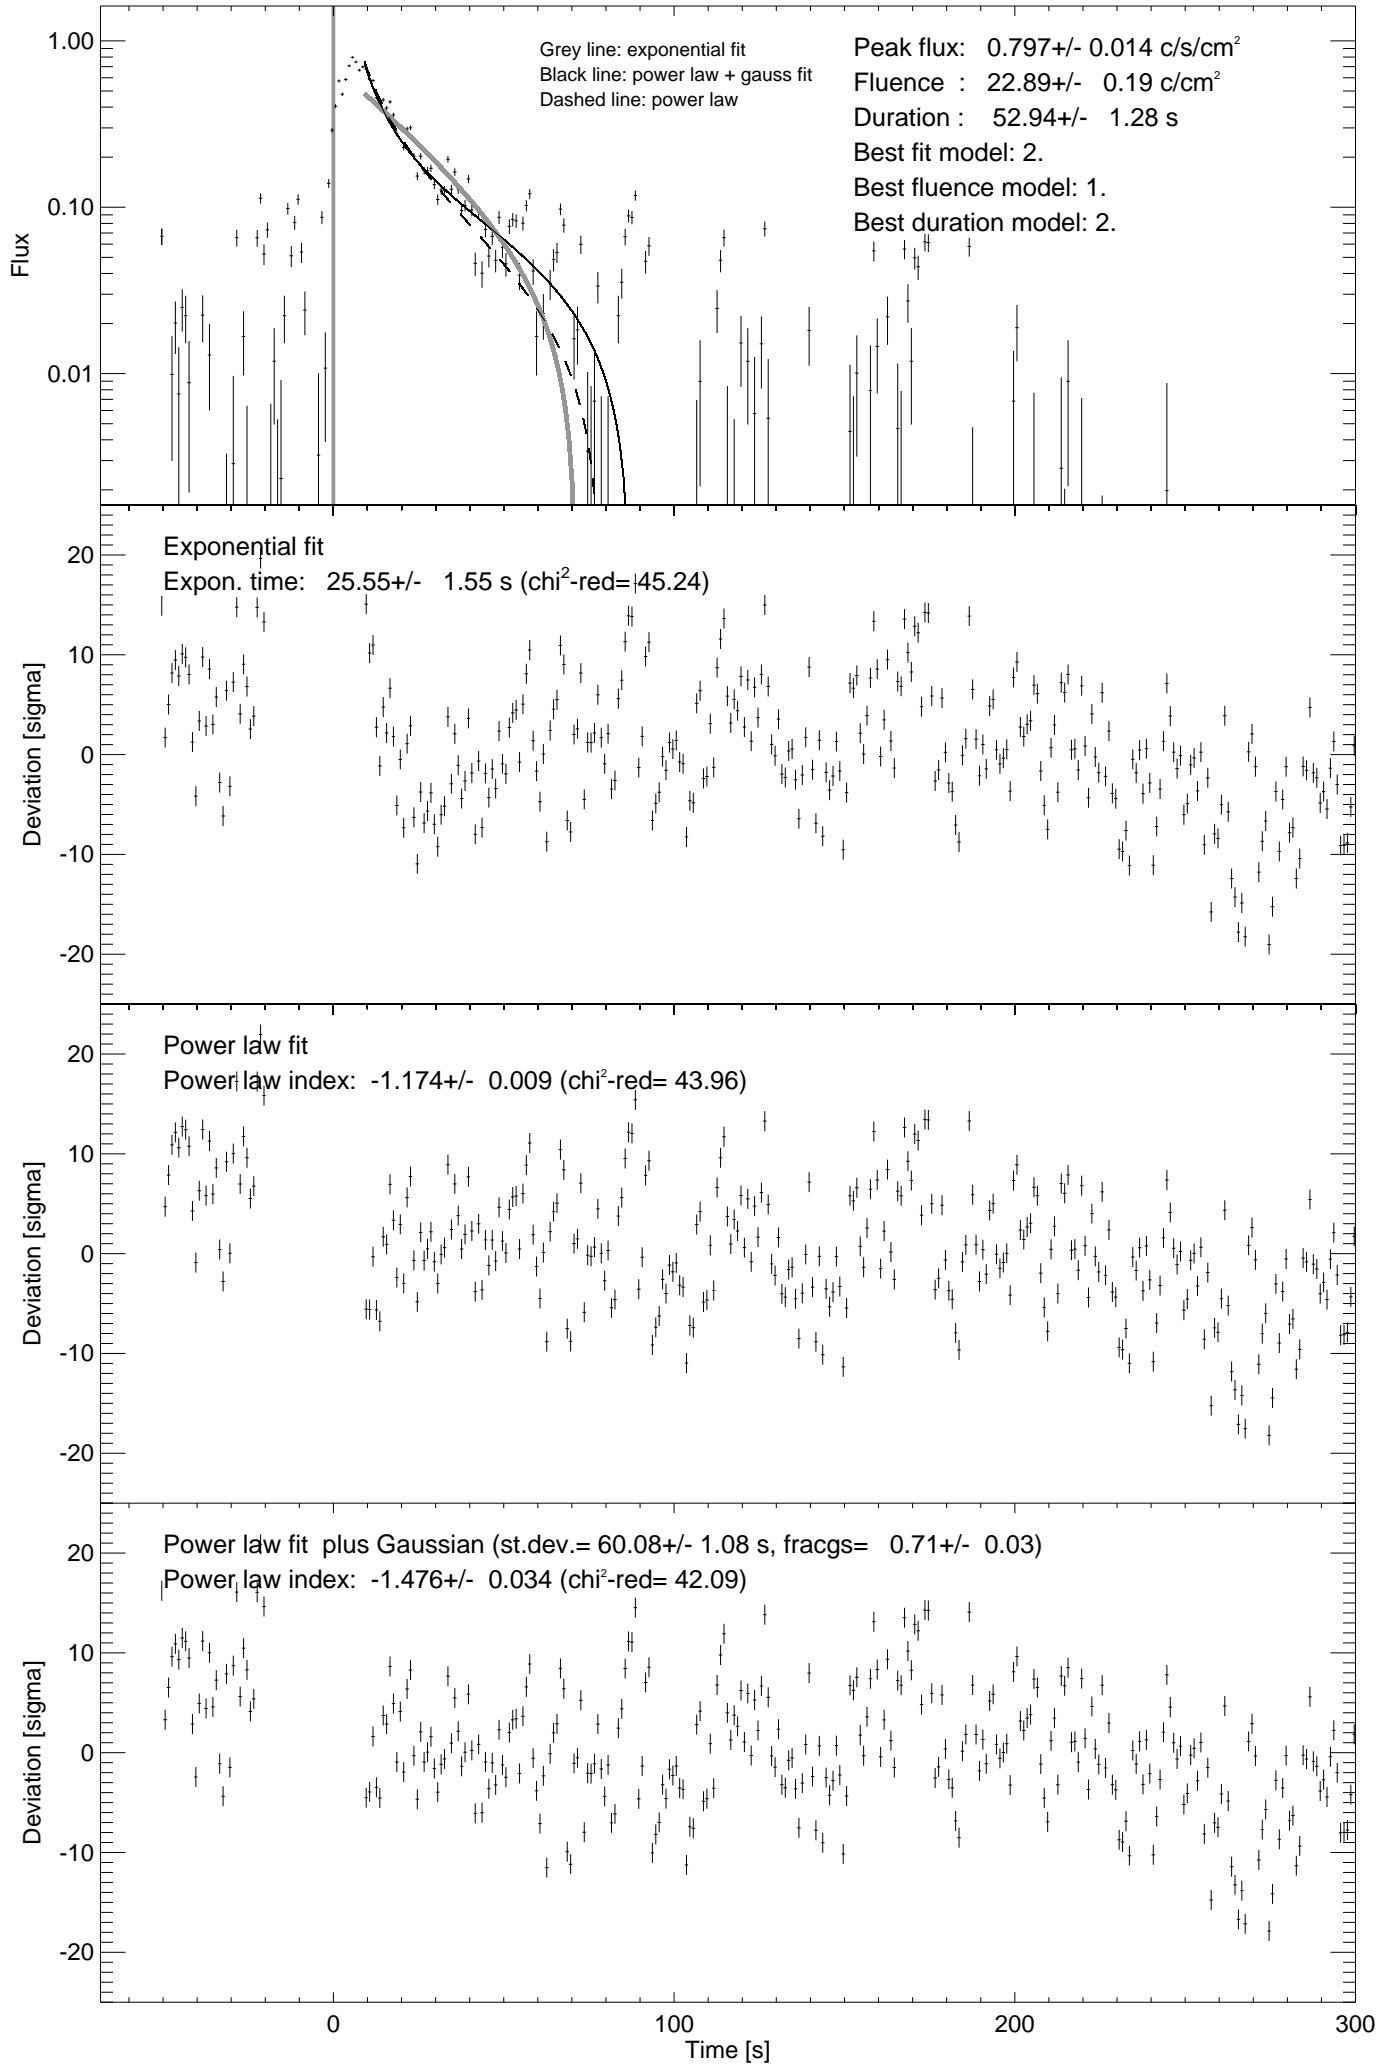 1.00
0.10
0.01
Flux
Grey line: exponential fit
Black line: power law + gauss fit
Dashed line: power law
Peak flux: 0.797+/- 0.014 c/s/cm²
Fluence : 22.89+/- 0.19 c/cm²
Duration : 52.94+/- 1.28 s
Best fit model: 2.
Best fluence model: 1.
Best duration model: 2.
Exponential fit
Expon. time: 25.55+/- 1.55 s (chi²-red= 45.24)
20
10
0
-10
-20
Deviation [sigma]
Power law fit
Power law index: -1.174+/- 0.009 (chi²-red= 43.96)
20
10
0
-10
-20
Deviation [sigma]
Power law fit plus Gaussian (st.dev.= 60.08+/- 1.08 s, fracgs= 0.71+/- 0.03)
Power law index: -1.476+/- 0.034 (chi²-red= 42.09)
20
10
0
-10
-20
Deviation [sigma]
0 100 200 300
Time [s]